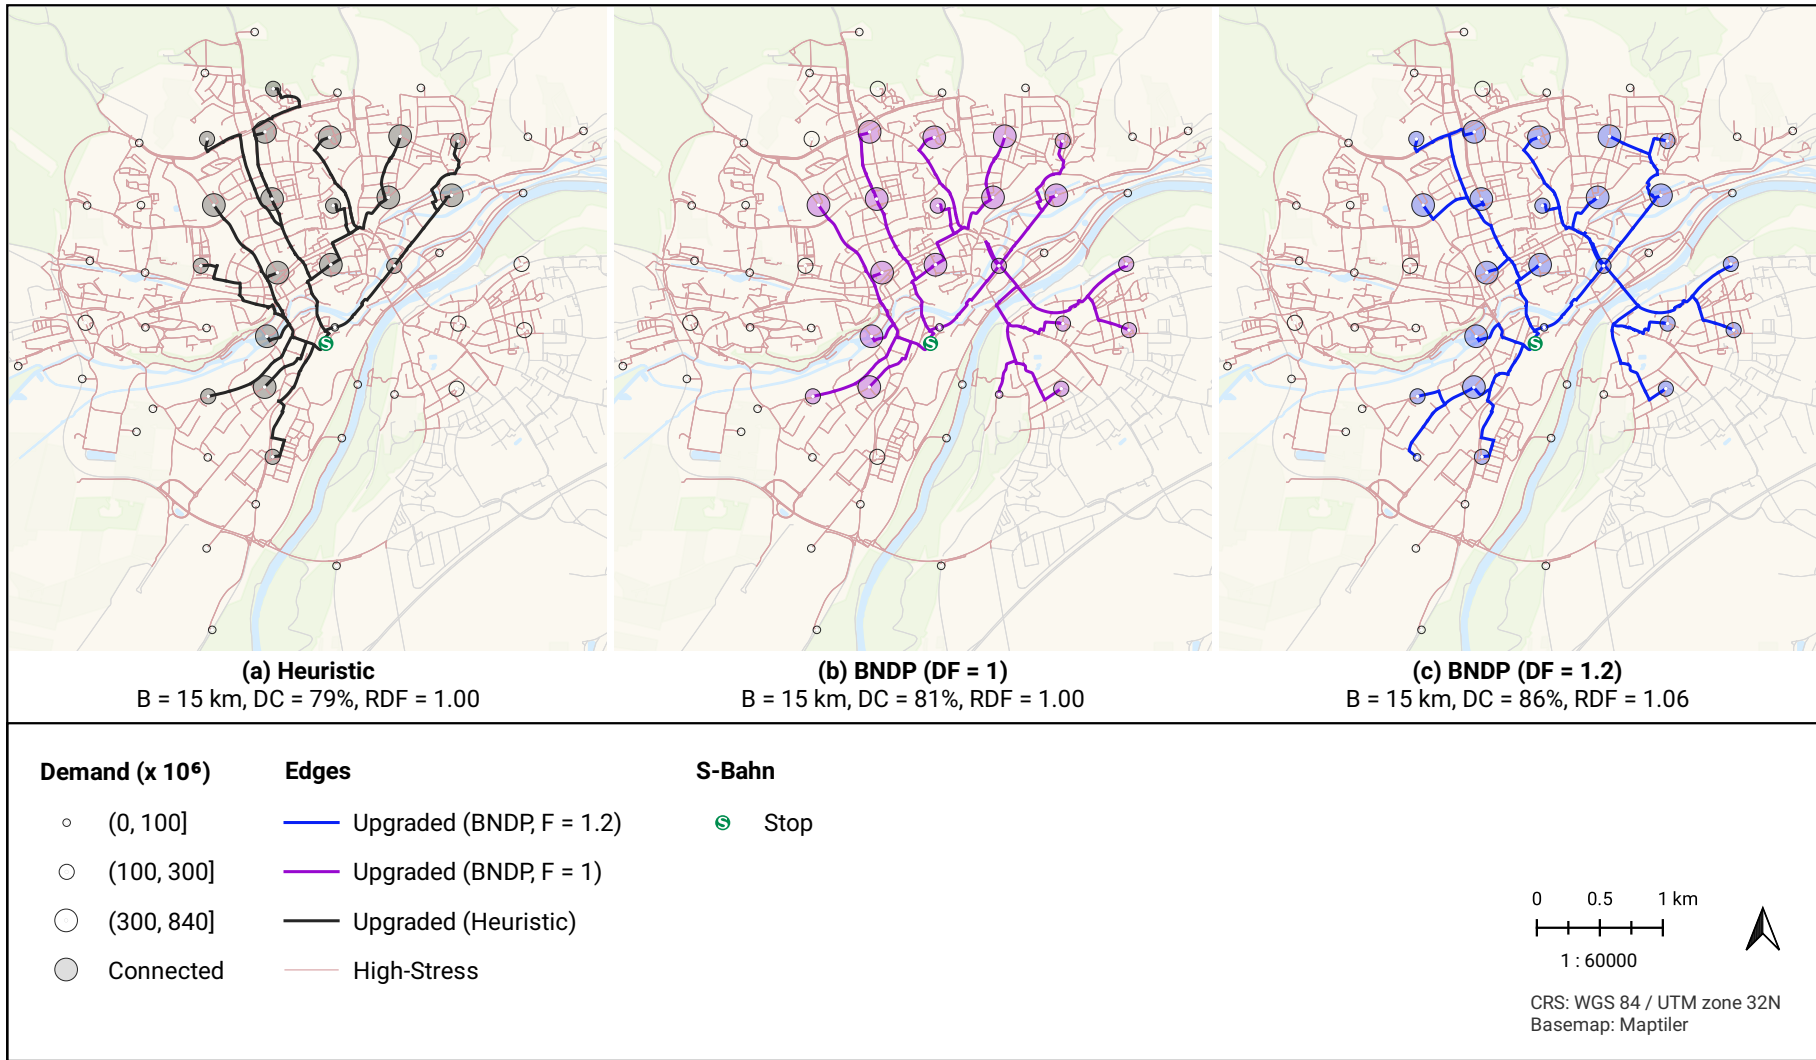 (a) Heuristic
B = 15 km, DC = 79%, RDF = 1.00
(b) BNDP (DF = 1)
B = 15 km, DC = 81%, RDF = 1.00
(c) BNDP (DF = 1.2)
B = 15 km, DC = 86%, RDF = 1.06
Demand (x 10⁶)
(0, 100]
(100, 300]
(300, 840]
Connected
Edges
Upgraded (BNDP, F = 1.2)
Upgraded (BNDP, F = 1)
Upgraded (Heuristic)
High-Stress
S-Bahn
S Stop
0 0.5 1 km
1 : 60000
CRS: WGS 84 / UTM zone 32N
Basemap: Maptiler